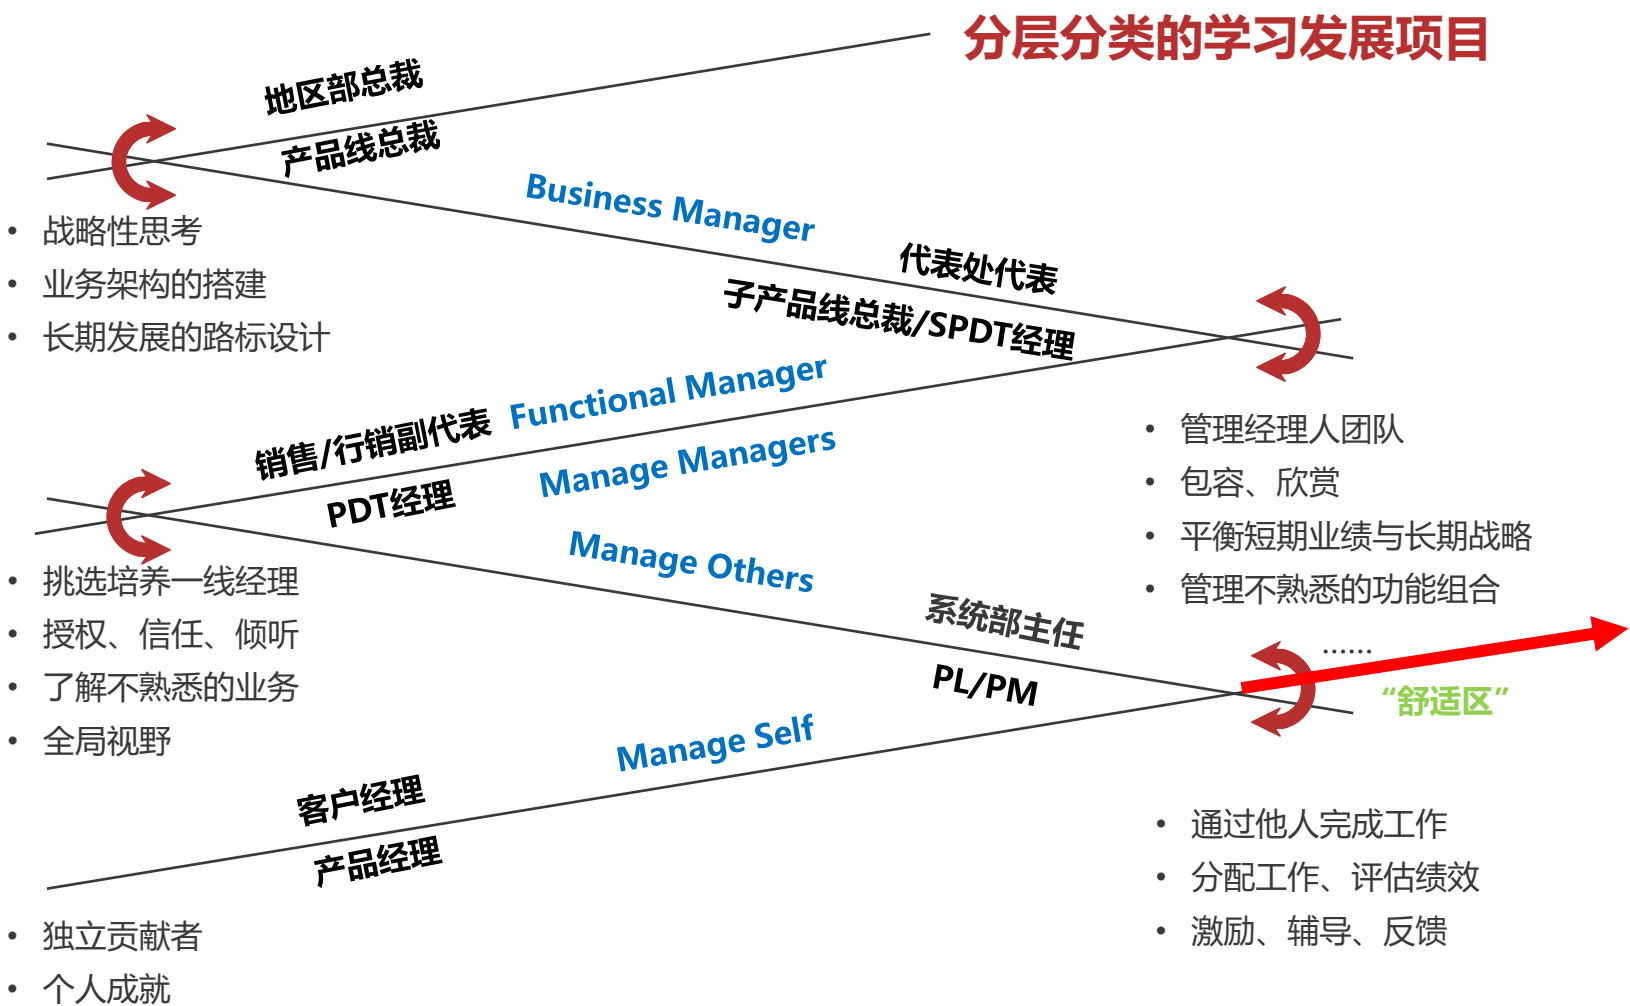 分层分类的学习发展项目
地区部总裁
产品线总裁
Business Manager
代表处代表
子产品线总裁/SPDT经理
• 战略性思考
• 业务架构的搭建
• 长期发展的路标设计
Functional Manager
销售/行销副代表
Manage Managers
PDT经理
• 管理经理人团队
• 包容、欣赏
• 平衡短期业绩与长期战略
• 管理不熟悉的功能组合
……
Manage Others
系统部主任
PL/PM
“舒适区”
• 挑选培养一线经理
• 授权、信任、倾听
• 了解不熟悉的业务
• 全局视野
Manage Self
客户经理
产品经理
• 通过他人完成工作
• 分配工作、评估绩效
• 激励、辅导、反馈
• 独立贡献者
• 个人成就